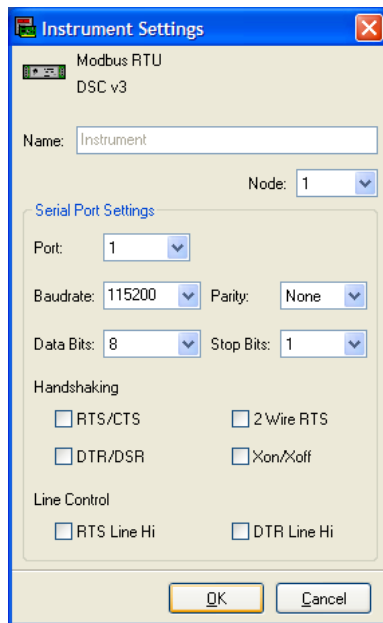 Instrument Settings
Modbus RTU
DSC v3
Name: Instrument
Node: 1
Serial Port Settings
Port: 1
Baudrate: 115200 Parity: None
Data Bits: 8 Stop Bits: 1
Handshaking
RTS/CTS 2 Wire RTS
DTR/DSR Xon/Xoff
Line Control
RTS Line Hi DTR Line Hi
OK Cancel